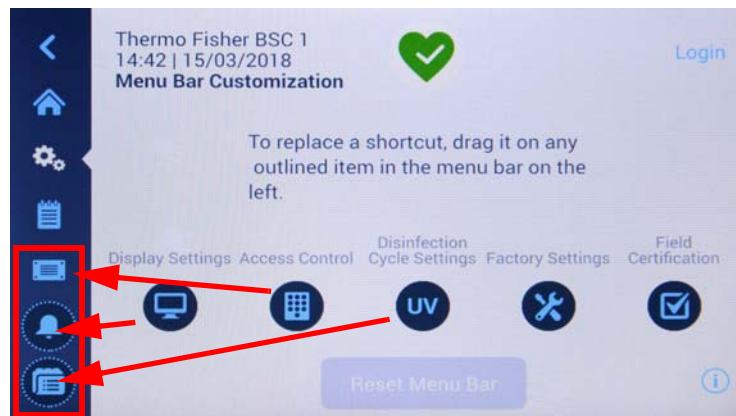 Thermo Fisher BSC 1
14:42 | 15/03/2018
Menu Bar Customization
Login
To replace a shortcut, drag it on any
outlined item in the menu bar on the
left.
Display Settings
Access Control
Disinfection
Cycle Settings
Factory Settings
Field
Certification
UV
Reset Menu Bar
i